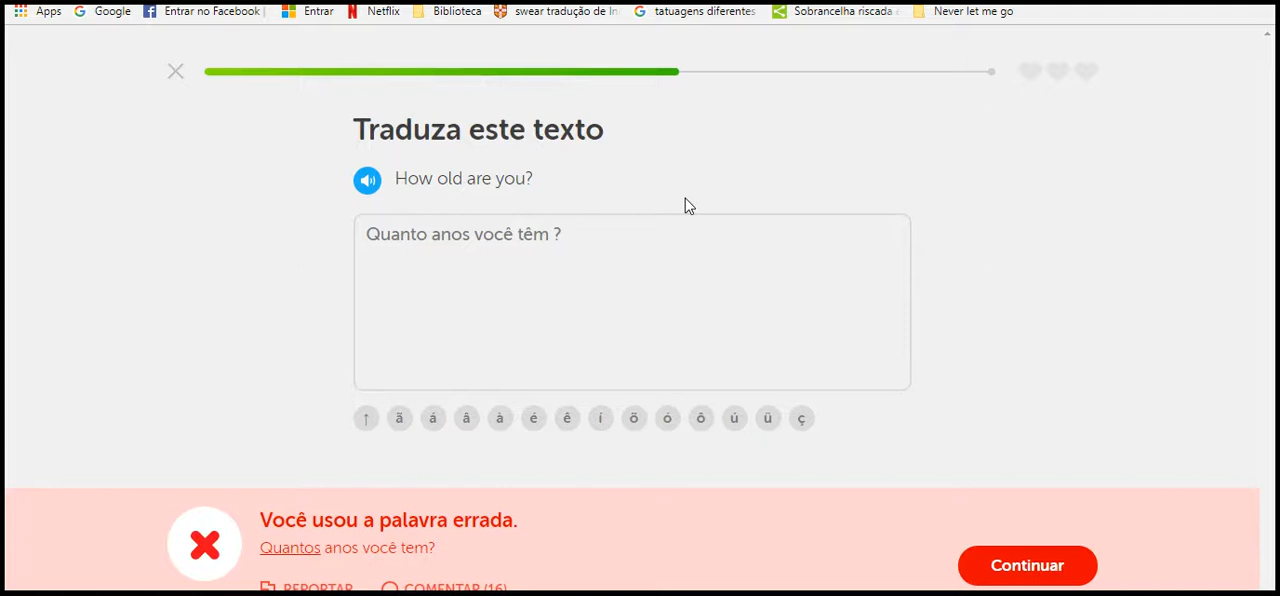 Apps Google Entrar no Facebook Entrar Netflix Biblioteca swear tradução de In tatuagens diferentes Sobrancelha riscada Never let me go
Traduza este texto
How old are you?
Quanto anos você têm ?
↑ ã á â à é ê í õ ó ô ú ü ç
Você usou a palavra errada.
Quantos anos você tem?
Continuar
REPORTAR COMENTAR (16)